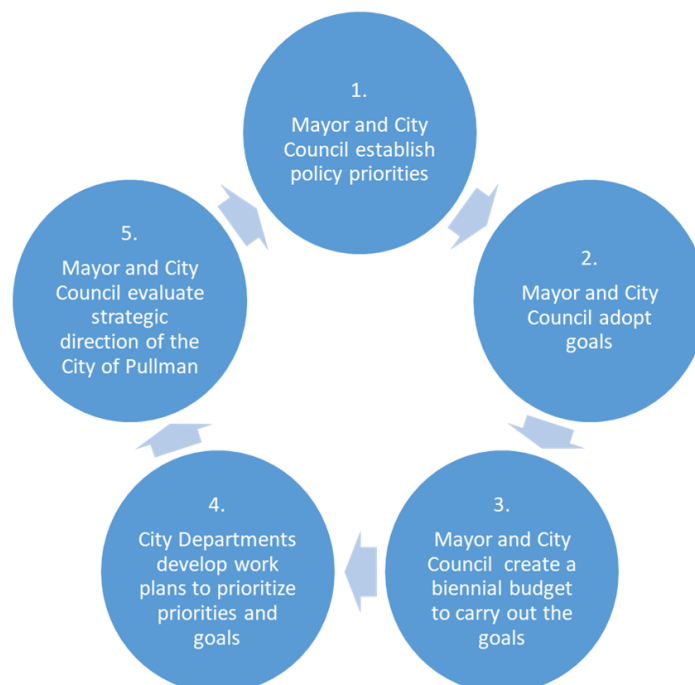 1.
Mayor and City
Council establish
policy priorities
2.
Mayor and City
Council adopt
goals
3.
Mayor and City
Council create a
biennial budget
to carry out the
goals
4.
City Departments
develop work
plans to prioritize
priorities and
goals
5.
Mayor and City
Council evaluate
strategic
direction of the
City of Pullman